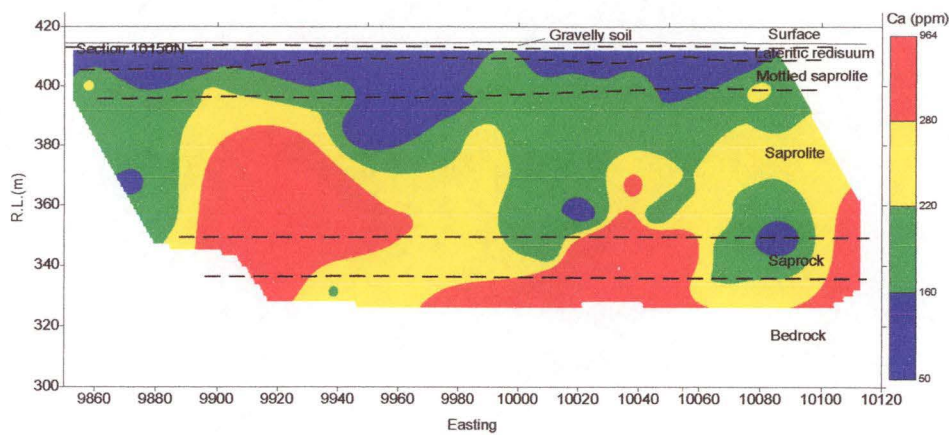 420
Ca (ppm)
Gravelly soil
Surface
964
Section 10150N
Lateritic redisuum
400
Mottled saprolite
280
380
Saprolite
R.L.(m)
360
220
340
Saprock
160
320
Bedrock
300
50
9860 9880 9900 9920 9940 9960 9980 10000 10020 10040 10060 10080 10100 10120
Easting